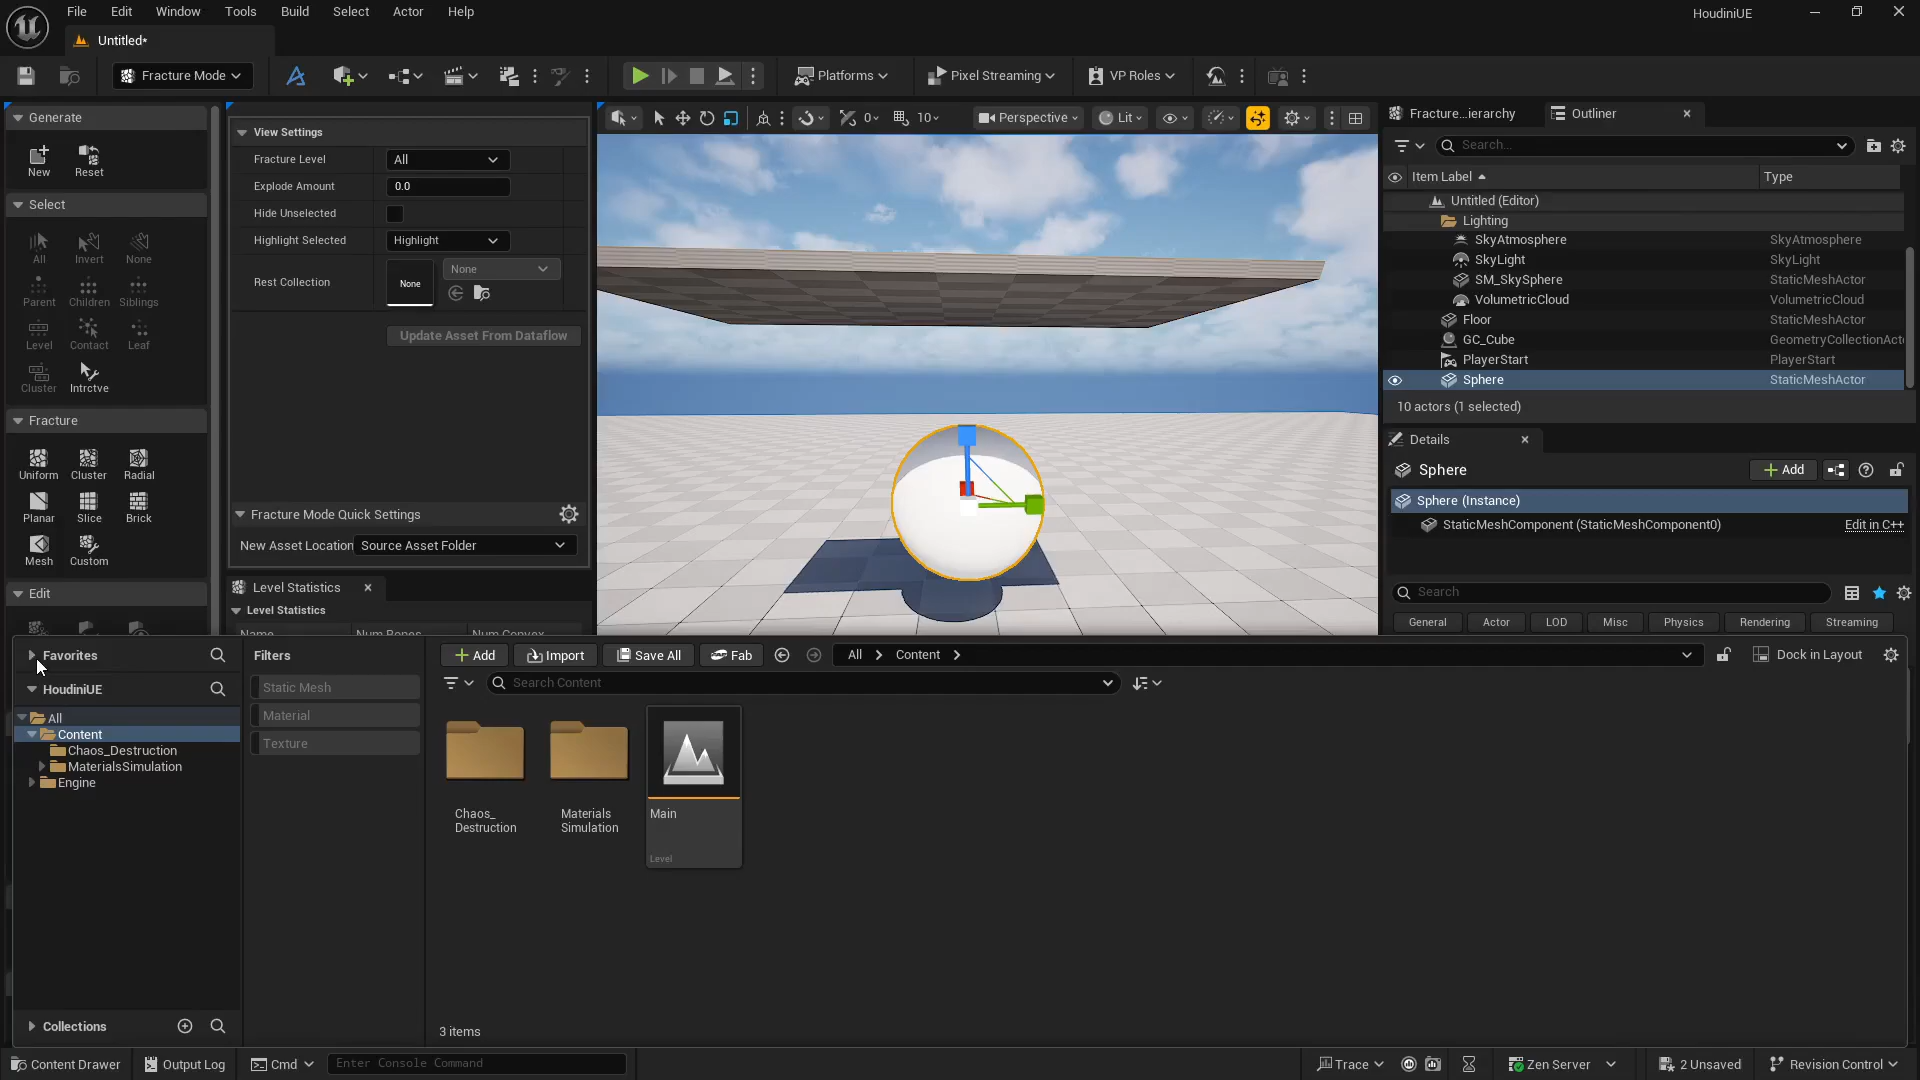 File Edit Window Tools Build Select Actor Help
HoudiniUE
Untitled*
Fracture Mode
Platforms
Pixel Streaming
VP Roles
Generate
New Reset
Select
All Invert None
Parent Children Siblings
Level Contact Leaf
Cluster Intrctve
Fracture
Uniform Cluster Radial
Planar Slice Brick
Mesh Custom
Edit
View Settings
Fracture Level All
Explode Amount 0.0
Hide Unselected
Highlight Selected Highlight
Rest Collection None None
Update Asset From Dataflow
Fracture Mode Quick Settings
New Asset Location Source Asset Folder
Level Statistics
Level Statistics
Name Num Bones Num Convex
0 10 Perspective Lit
Fracture...ierarchy Outliner
Search...
Item Label Type
Untitled (Editor)
Lighting
SkyAtmosphere SkyAtmosphere
SkyLight SkyLight
SM_SkySphere StaticMeshActor
VolumetricCloud VolumetricCloud
Floor StaticMeshActor
GC_Cube GeometryCollectionActo
PlayerStart PlayerStart
Sphere StaticMeshActor
10 actors (1 selected)
Details
Sphere Add
Sphere (Instance)
StaticMeshComponent (StaticMeshComponent0) Edit in C++
Search
General Actor LOD Misc Physics Rendering Streaming
Favorites
HoudiniUE
All
Content
Chaos_Destruction
MaterialsSimulation
Engine
Collections
Filters
Static Mesh
Material
Texture
Add Import Save All Fab All Content Dock in Layout
Search Content
Chaos_
Destruction
Materials
Simulation
Main
Level
3 items
Content Drawer Output Log Cmd Enter Console Command Trace Zen Server 2 Unsaved Revision Control